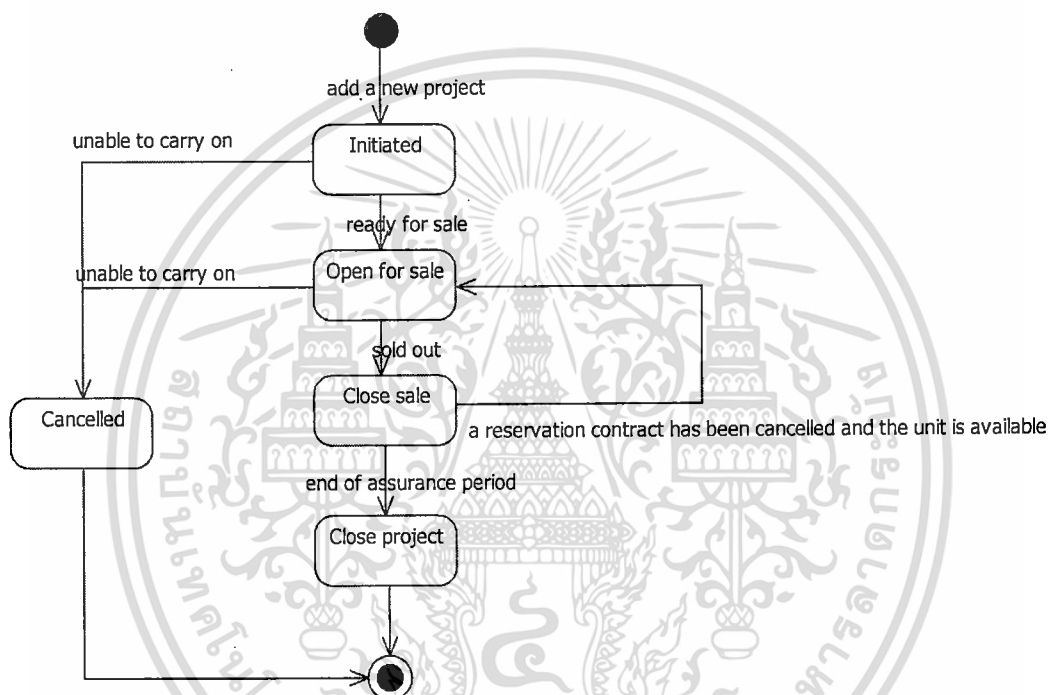 add a new project
unable to carry on
Initiated
ready for sale
Open for sale
unable to carry on
sold out
Close sale
Cancelled
a reservation contract has been cancelled and the unit is available
end of assurance period
Close project